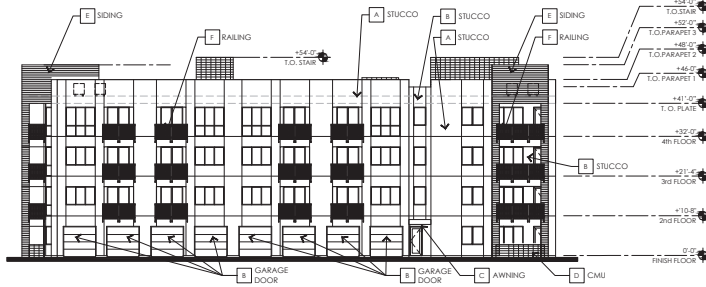 E SIDING
F RAILING
+54'-0"
T.O. STAIR
A STUCCO
B STUCCO
A STUCCO
E SIDING
F RAILING
B STUCCO
+54'-0"
T.O.STAIR
+52'-0"
T.O.PARAPET 3
+48'-0"
T.O.PARAPET 2
+46-0"
T.O. PARAPET 1
+41'-0"
T. O. PLATE
+32'-0"
4th FLOOR
+21'-4"
3rd FLOOR
+'10-8"
2nd FLOOR
0'-0"
FINISH FLOOR
B GARAGE
DOOR
B GARAGE
DOOR
C AWNING
D CMU